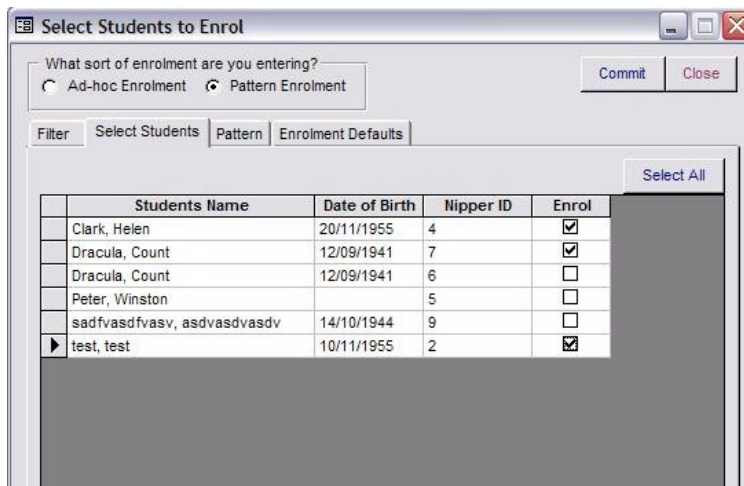 Select Students to Enrol
What sort of enrolment are you entering?
Ad-hoc Enrolment Pattern Enrolment
Commit Close
Filter Select Students Pattern Enrolment Defaults
Select All
Students Name Date of Birth Nipper ID Enrol
Clark, Helen 20/11/1955 4
Dracula, Count 12/09/1941 7
Dracula, Count 12/09/1941 6
Peter, Winston 5
sadfvasdfvasv, asdvasdvasdv 14/10/1944 9
test, test 10/11/1955 2